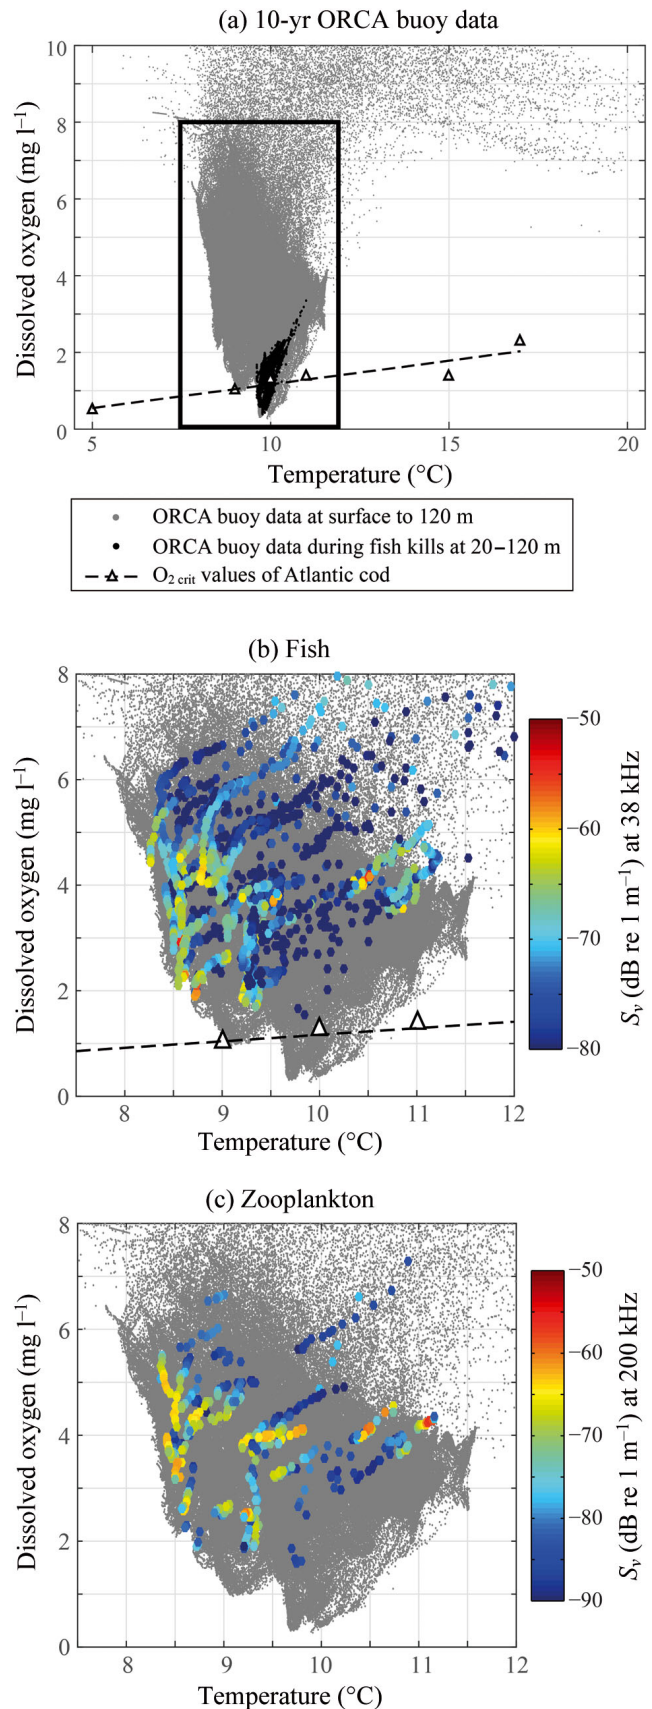 (a) 10-yr ORCA buoy data
10
8
6
4
2
0
Dissolved oxygen (mg l⁻¹)
5
10
15
20
Temperature (°C)
ORCA buoy data at surface to 120 m
ORCA buoy data during fish kills at 20–120 m
O₂ crit values of Atlantic cod
(b) Fish
8
6
4
2
0
Dissolved oxygen (mg l⁻¹)
8
9
10
11
12
Temperature (°C)
−50
−60
−70
−80
Sᵥ (dB re 1 m⁻¹) at 38 kHz
(c) Zooplankton
8
6
4
2
0
Dissolved oxygen (mg l⁻¹)
8
9
10
11
12
Temperature (°C)
−50
−60
−70
−80
−90
Sᵥ (dB re 1 m⁻¹) at 200 kHz